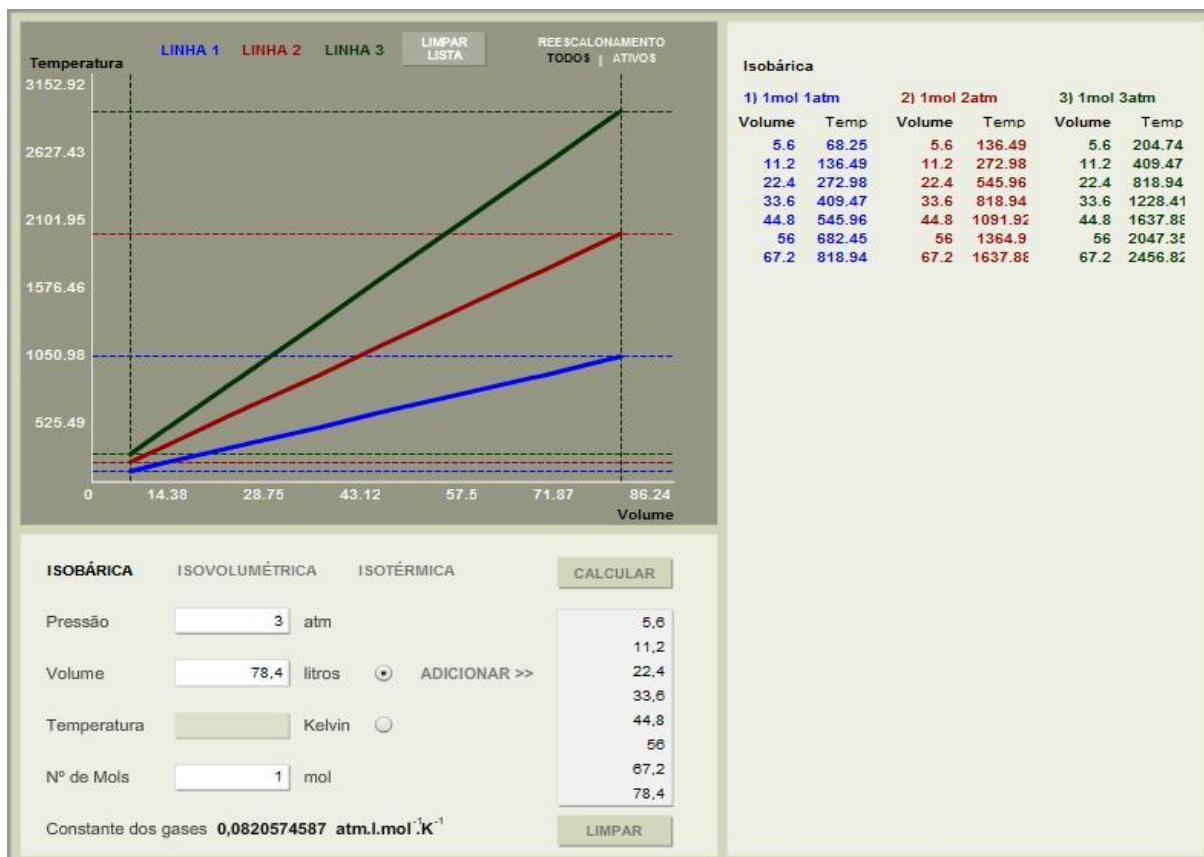 LINHA 1 LINHA 2 LINHA 3 LIMPAR LISTA REESCALONAMENTO
TODOS | ATIVOS
Temperatura
3152.92
2627.43
2101.95
1576.46
1050.98
525.49
0 14.38 28.75 43.12 57.5 71.87 86.24
Volume
Isobárica
1) 1mol 1atm 2) 1mol 2atm 3) 1mol 3atm
Volume Temp Volume Temp Volume Temp
5.6 68.25 5.6 136.49 5.6 204.74
11.2 136.49 11.2 272.98 11.2 409.47
22.4 272.98 22.4 545.96 22.4 818.94
33.6 409.47 33.6 818.94 33.6 1228.41
44.8 545.96 44.8 1091.92 44.8 1637.88
56 682.45 56 1364.9 56 2047.35
67.2 818.94 67.2 1637.88 67.2 2456.82
ISOBÁRICA ISOVOLUMÉTRICA ISOTÉRMICA CALCULAR
Pressão 3 atm
Volume 78,4 litros ADICIONAR >>
Temperatura Kelvin
Nº de Mols 1 mol
5,6
11,2
22,4
33,6
44,8
56
67,2
78,4
Constante dos gases 0,0820574587 atm.l.mol⁻¹.K⁻¹ LIMPAR